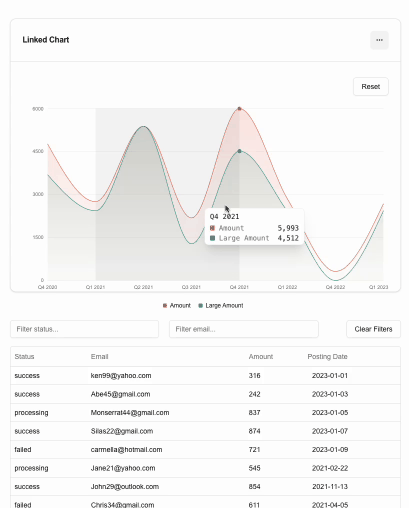 Linked Chart
...
Reset
6000
4500
3000
1500
0
Q4 2021
Amount 5,993
Large Amount 4,512
Q4 2020 Q1 2021 Q2 2021 Q3 2021 Q4 2021 Q1 2022 Q4 2022 Q1 2023
Amount Large Amount
Filter status... Filter email... Clear Filters
Status Email Amount Posting Date
success ken99@yahoo.com 316 2023-01-01
success Abe45@gmail.com 242 2023-01-03
processing Monserrat44@gmail.com 837 2023-01-05
success Silas22@gmail.com 874 2023-01-07
failed carmella@hotmail.com 721 2023-01-09
processing Jane21@yahoo.com 545 2021-02-22
success John29@outlook.com 854 2021-11-13
failed Chris34@gmail.com 611 2021-04-05